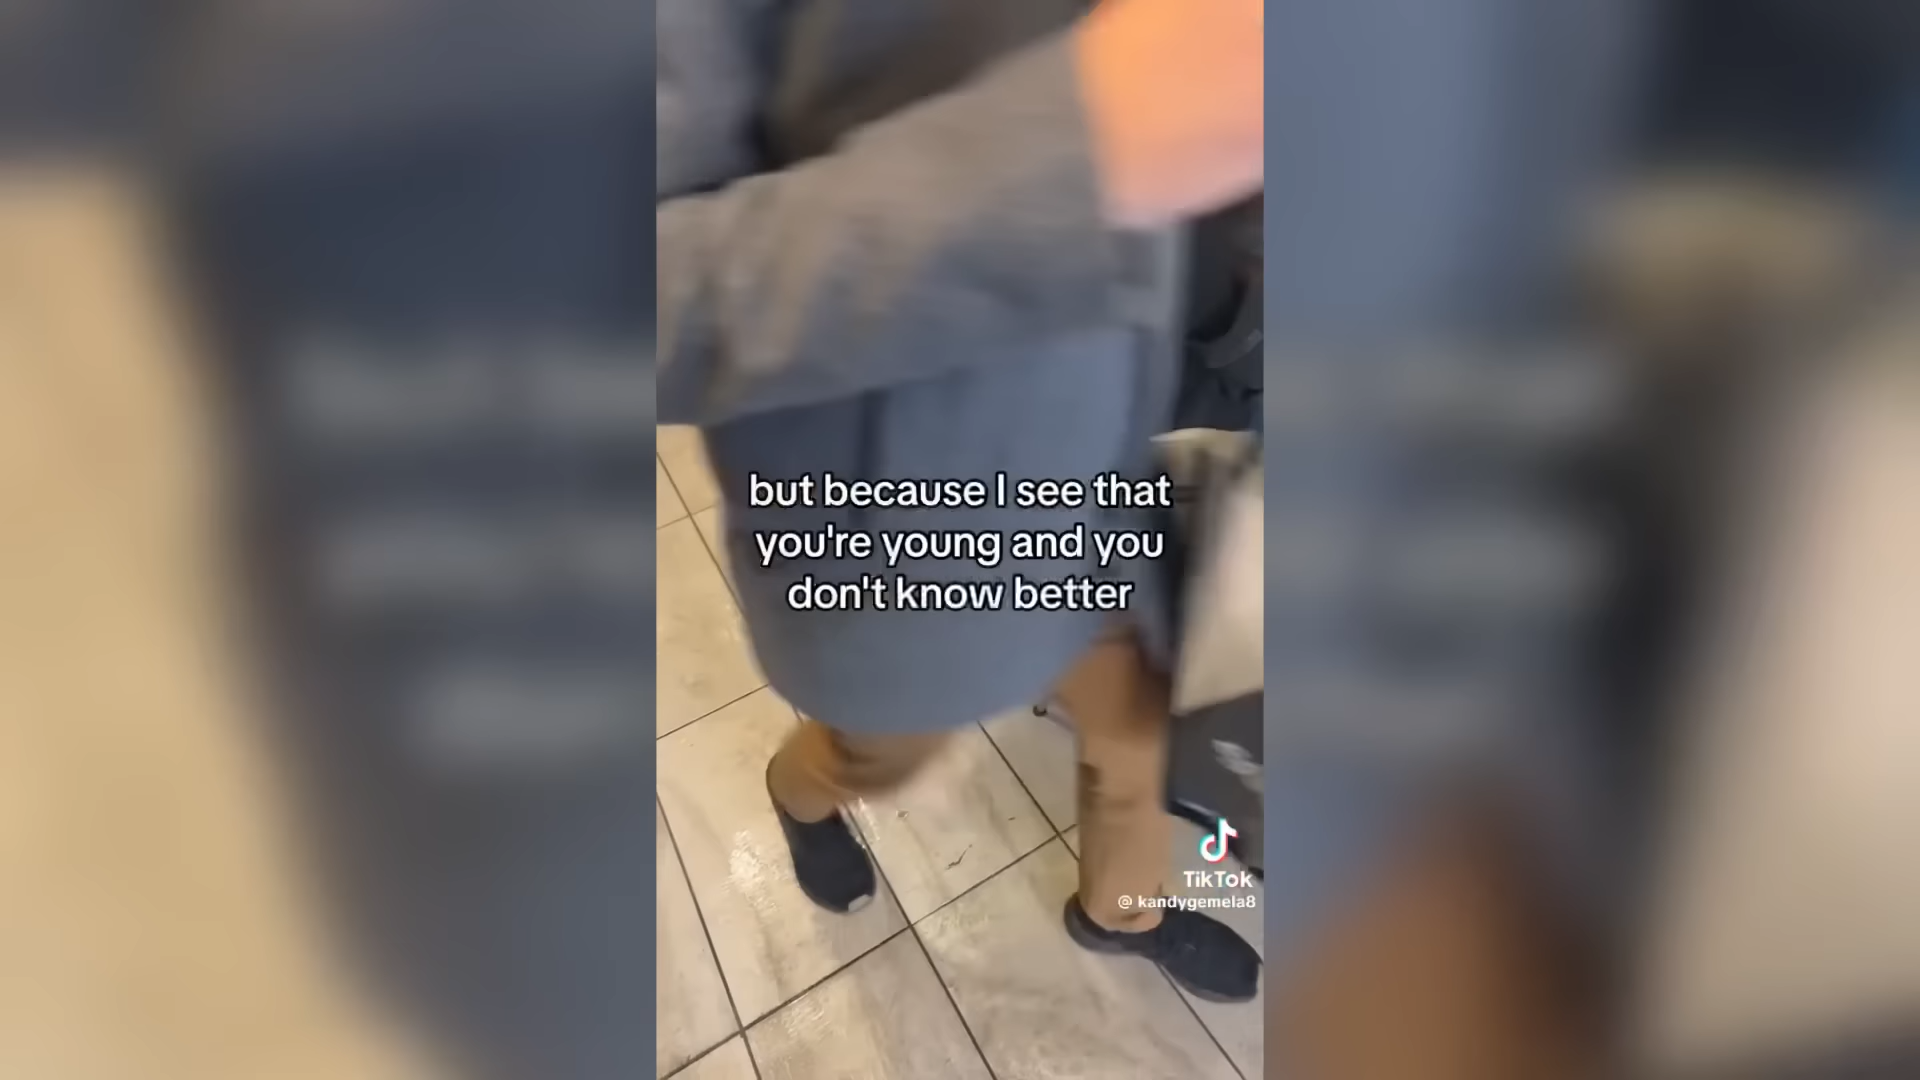 but because I see that
you're young and you
don't know better
TikTok
@ kandygemela8